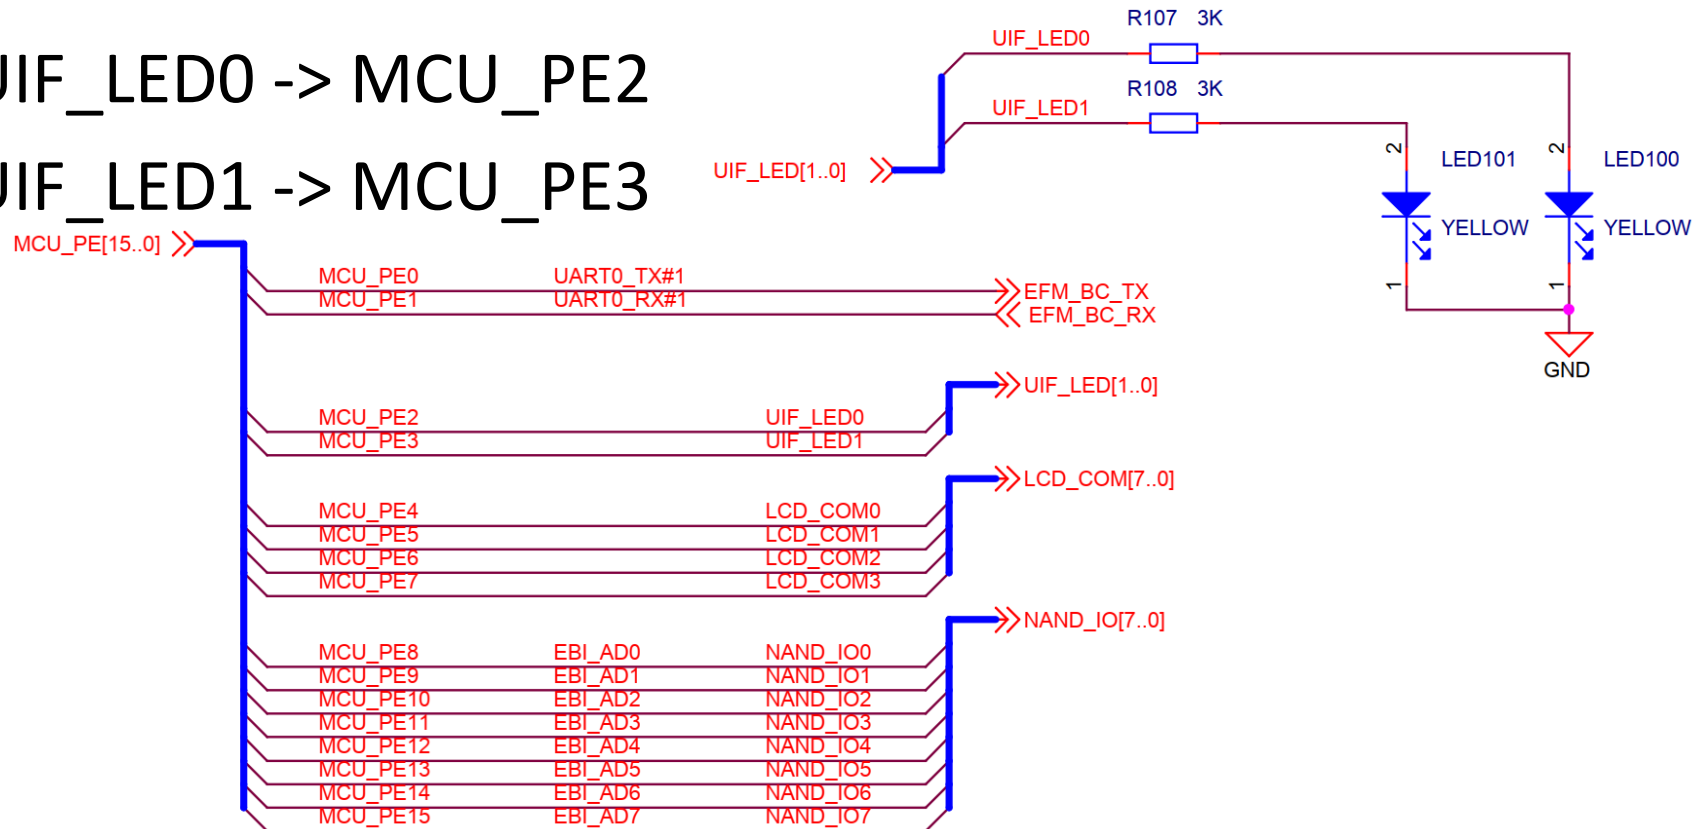 UIF_LED0 -> MCU_PE2
UIF_LED1 -> MCU_PE3
R107 3K
UIF_LED0
R108 3K
UIF_LED1
UIF_LED[1..0]
2 LED101 2 LED100
YELLOW YELLOW
1 1
GND
MCU_PE[15..0]
MCU_PE0 UART0_TX#1 EFM_BC_TX
MCU_PE1 UART0_RX#1 EFM_BC_RX
UIF_LED[1..0]
MCU_PE2 UIF_LED0
MCU_PE3 UIF_LED1
LCD_COM[7..0]
MCU_PE4 LCD_COM0
MCU_PE5 LCD_COM1
MCU_PE6 LCD_COM2
MCU_PE7 LCD_COM3
NAND_IO[7..0]
MCU_PE8 EBI_AD0 NAND_IO0
MCU_PE9 EBI_AD1 NAND_IO1
MCU_PE10 EBI_AD2 NAND_IO2
MCU_PE11 EBI_AD3 NAND_IO3
MCU_PE12 EBI_AD4 NAND_IO4
MCU_PE13 EBI_AD5 NAND_IO5
MCU_PE14 EBI_AD6 NAND_IO6
MCU_PE15 EBI_AD7 NAND_IO7